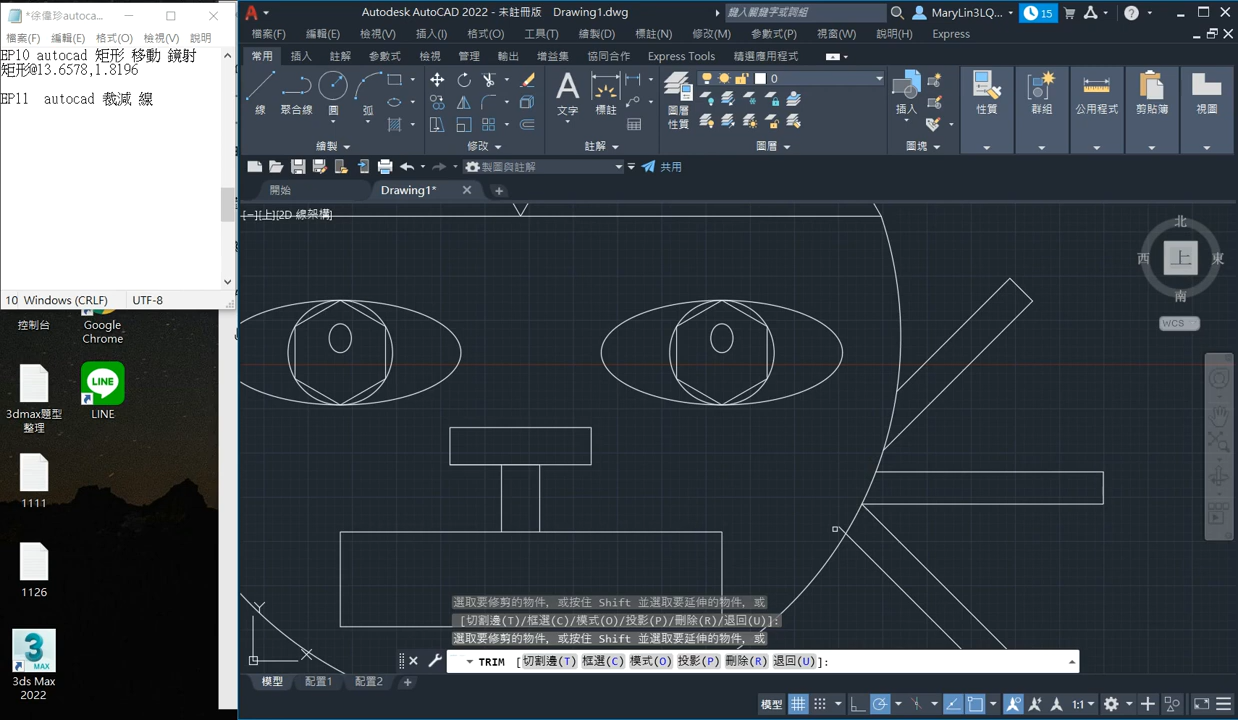 *徐偉珍autoca...
檔案(F) 編輯(E) 格式(O) 檢視(V) 說明
EP10 autocad 矩形 移動 鏡射
矩形@13.6578,1.8196
EP11 autocad 裁減 線
10 Windows (CRLF) UTF-8
控制台
Google Chrome
3dmax題型整理
LINE
1111
1126
3ds Max 2022
Autodesk AutoCAD 2022 - 未註冊版 Drawing1.dwg
鍵入關鍵字或詞組
MaryLin3LQ...
15
檔案(F) 編輯(E) 檢視(V) 插入(I) 格式(O) 工具(T) 繪製(D) 標註(N) 修改(M) 參數式(P) 視窗(W) 說明(H) Express
常用 插入 註解 參數式 檢視 管理 輸出 增益集 協同合作 Express Tools 精選應用程式
線 聚合線 圓 弧
文字 標註
圖層性質
0
插入
性質 群組 公用程式 剪貼簿 視圖
繪製 修改 註解 圖層 圖塊
製圖與註解 共用
開始 Drawing1*
[−][上][2D 線架構]
北
西 上 東
南
WCS
Y
X
選取要修剪的物件, 或按住 Shift 並選取要延伸的物件, 或
[切割邊(T)/框選(C)/模式(O)/投影(P)/刪除(R)/退回(U)]:
選取要修剪的物件, 或按住 Shift 並選取要延伸的物件, 或
TRIM [切割邊(T) 框選(C) 模式(O) 投影(P) 刪除(R) 退回(U)]:
模型 配置1 配置2
模型 1:1